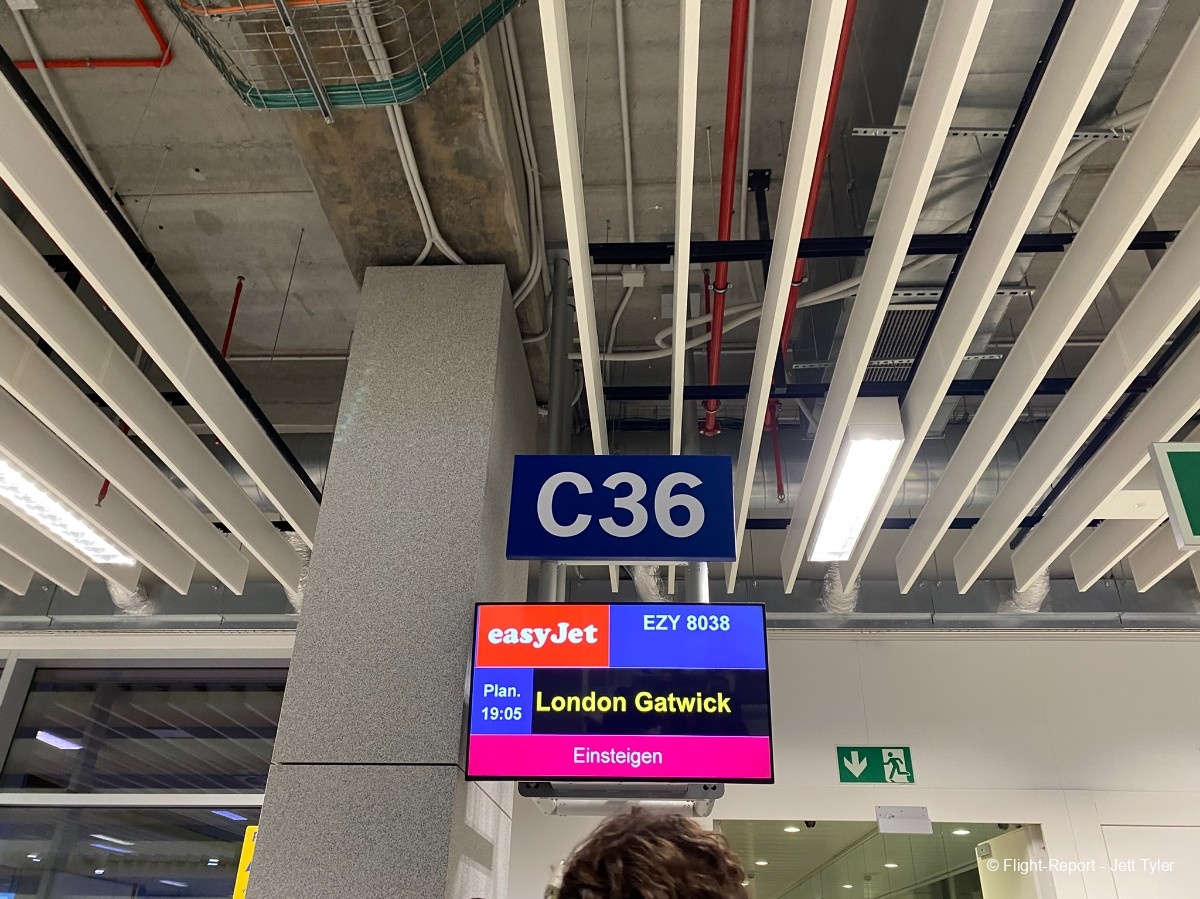 C36
easyJet
EZY 8038
Plan.
19:05
London Gatwick
Einsteigen
© Flight-Report - Jett Tyler